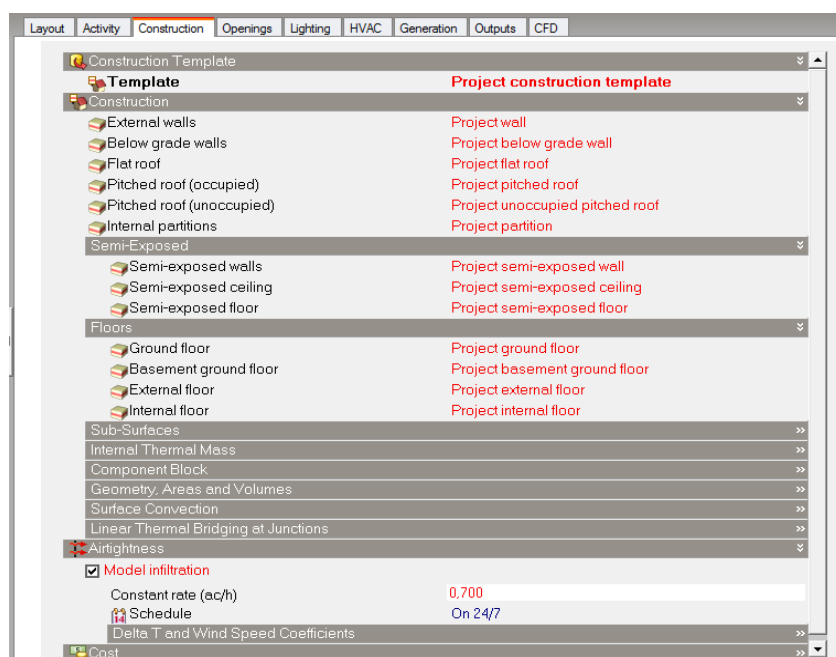 Layout Activity Construction Openings Lighting HVAC Generation Outputs CFD
Construction Template
Template Project construction template
Construction
External walls Project wall
Below grade walls Project below grade wall
Flat roof Project flat roof
Pitched roof (occupied) Project pitched roof
Pitched roof (unoccupied) Project unoccupied pitched roof
Internal partitions Project partition
Semi-Exposed
Semi-exposed walls Project semi-exposed wall
Semi-exposed ceiling Project semi-exposed ceiling
Semi-exposed floor Project semi-exposed floor
Floors
Ground floor Project ground floor
Basement ground floor Project basement ground floor
External floor Project external floor
Internal floor Project internal floor
Sub-Surfaces
Internal Thermal Mass
Component Block
Geometry, Areas and Volumes
Surface Convection
Linear Thermal Bridging at Junctions
Airtightness
Model infiltration
Constant rate (ac/h) 0,700
14 Schedule On 24/7
Delta T and Wind Speed Coefficients
Cost